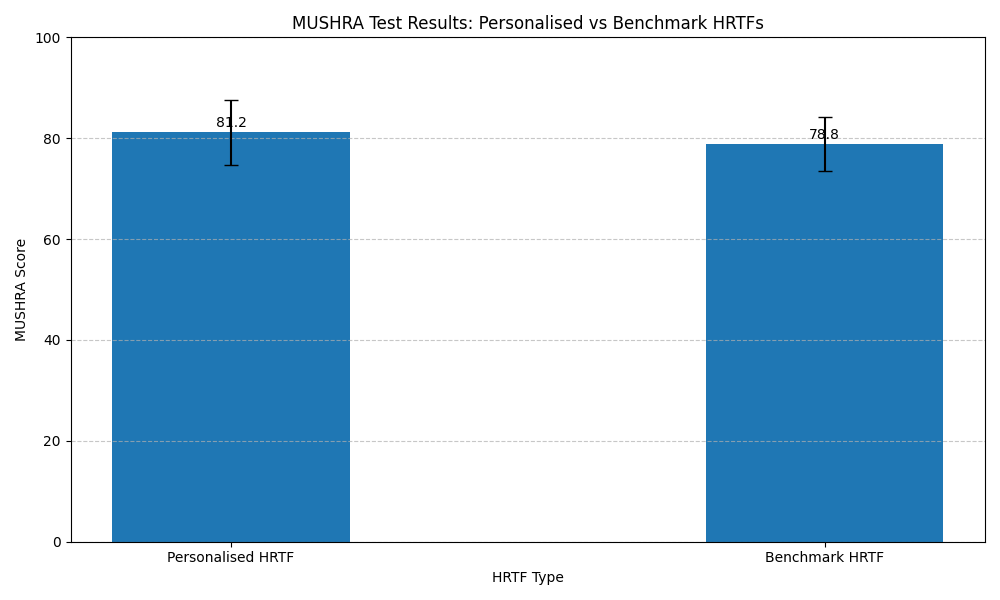 MUSHRA Test Results: Personalised vs Benchmark HRTFs
100
80
60
40
20
0
MUSHRA Score
81.2
78.8
Personalised HRTF
Benchmark HRTF
HRTF Type